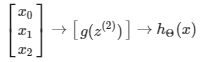 [x₀ x₁ x₂] → [g(z⁽²⁾)] → h_Θ(x)